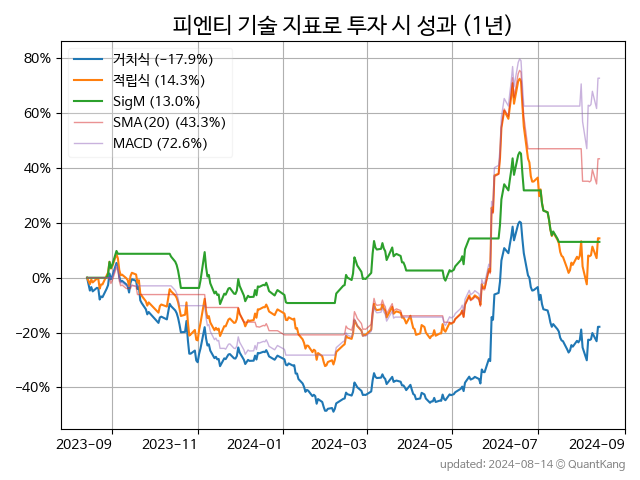 피엔티 기술 지표로 투자 시 성과 (1년)
거치식 (-17.9%)
적립식 (14.3%)
SigM (13.0%)
SMA(20) (43.3%)
MACD (72.6%)
80%
60%
40%
20%
0%
-20%
-40%
2023-09 2023-11 2024-01 2024-03 2024-05 2024-07 2024-09
updated: 2024-08-14 © QuantKang